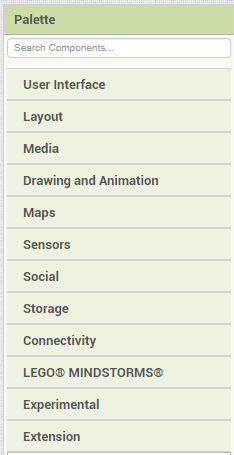 Palette
Search Components...
User Interface
Layout
Media
Drawing and Animation
Maps
Sensors
Social
Storage
Connectivity
LEGO® MINDSTORMS®
Experimental
Extension